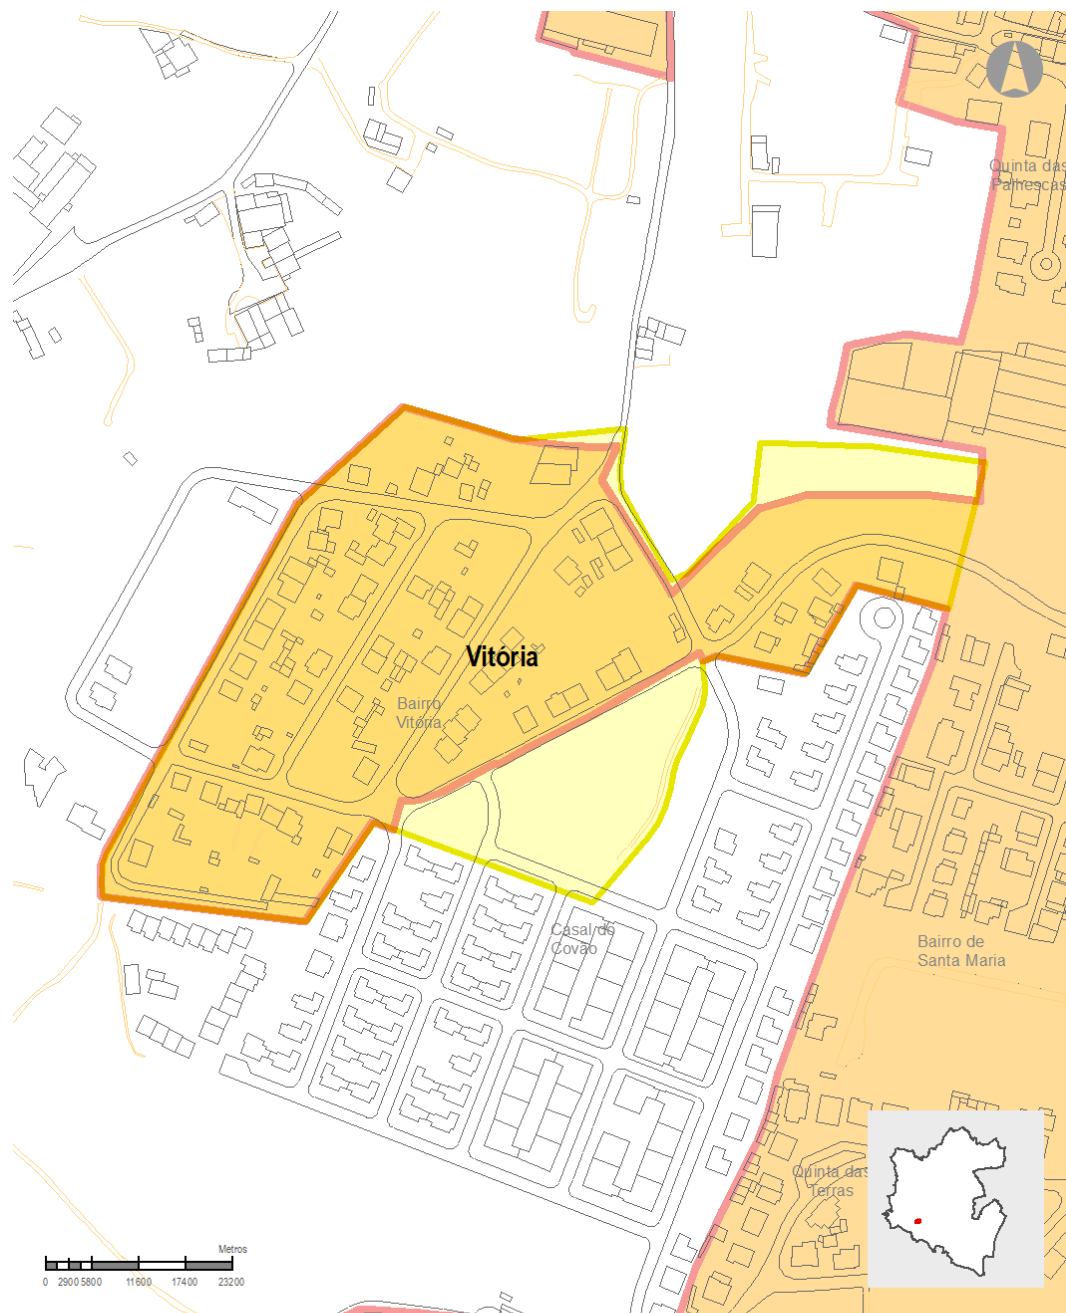 Quinta das
Palhescas
Vitória
Bairro
Vitória
Casal do
Covão
Bairro de
Santa Maria
Quinta das
Terras
Metros
0 2900 5800 11600 17400 23200